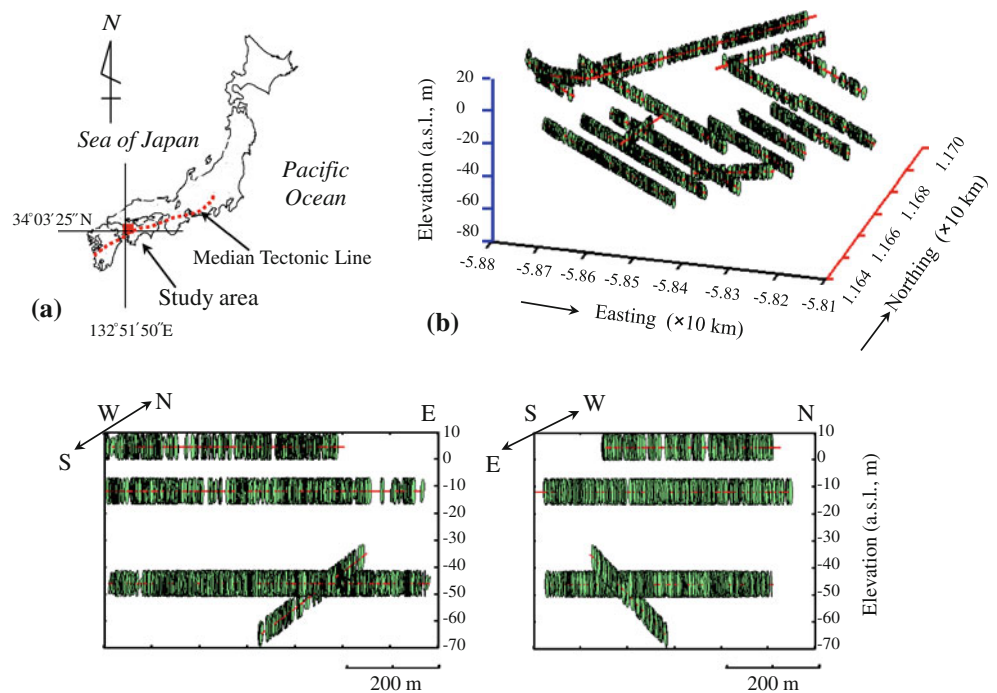 N
Sea of Japan
Pacific
Ocean
34°03′25″N
Median Tectonic Line
Study area
(a)
132°51′50″E
Elevation (a.s.l., m)
20
0
-20
-40
-60
-80
-5.88
-5.87
-5.86
-5.85
-5.84
-5.83
-5.82
-5.81
1.164
1.166
1.168
1.170
Easting (×10 km)
Northing (×10 km)
(b)
W
N
E
S
10
0
-10
-20
-30
-40
-50
-60
-70
200 m
S
W
N
E
10
0
-10
-20
-30
-40
-50
-60
-70
Elevation (a.s.l., m)
200 m